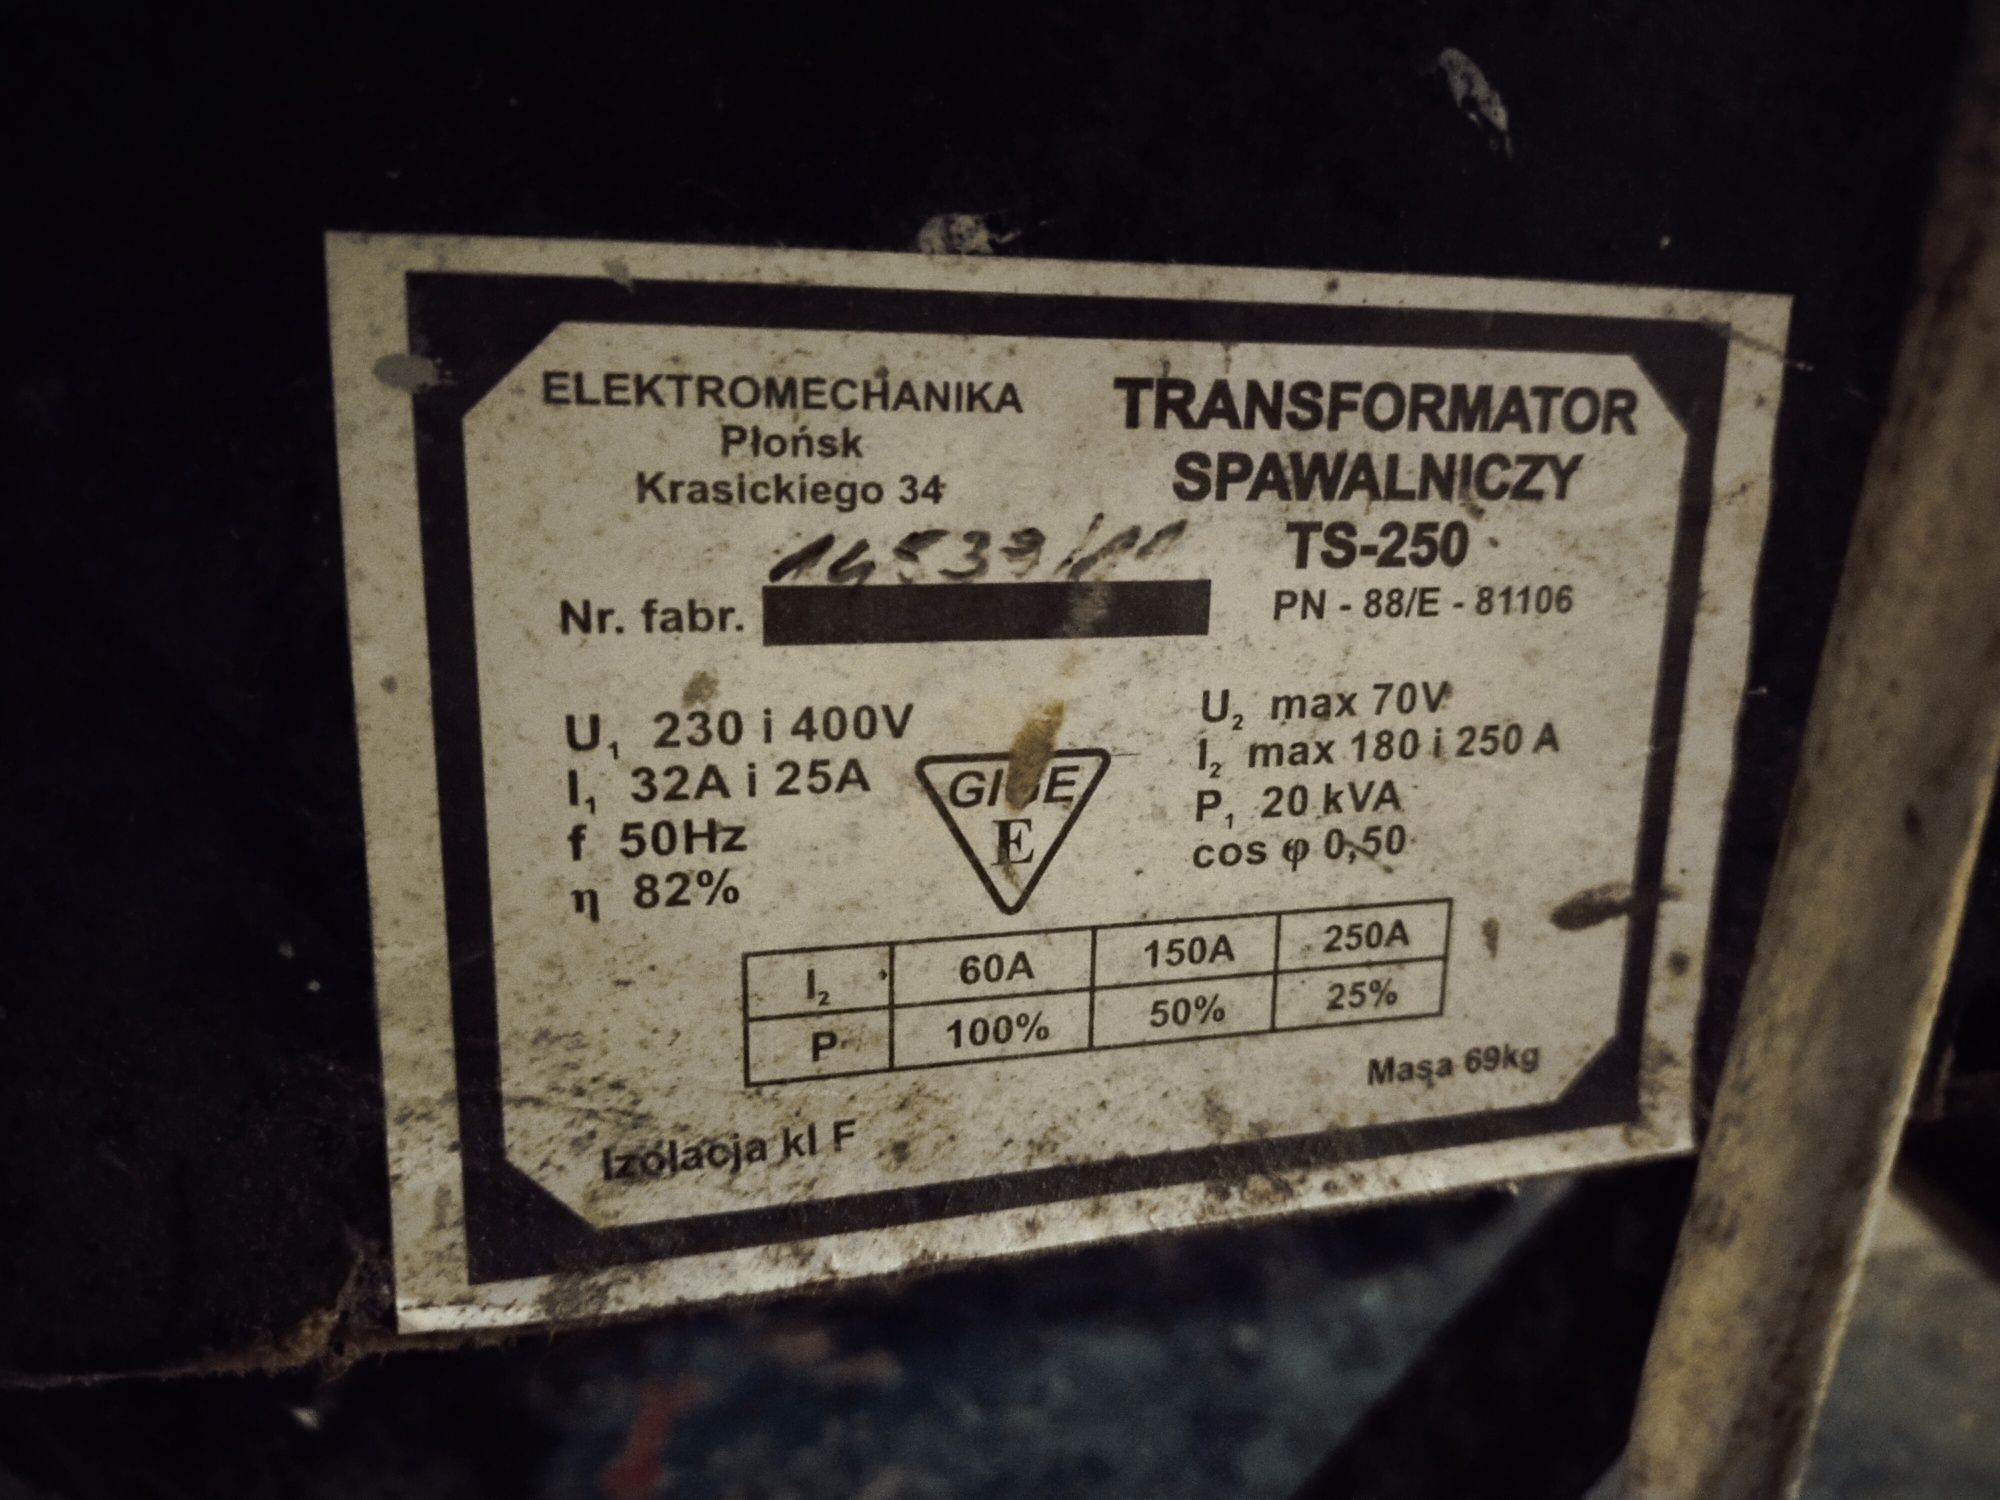 ELEKTROMECHANIKA
Płońsk
Krasickiego 34
TRANSFORMATOR
SPAWALNICZY
TS-250
PN - 88/E - 81106
Nr. fabr.
U₁ 230 i 400V
I₁ 32A i 25A
f 50Hz
η 82%
E
U₂ max 70V
I₂ max 180 i 250 A
P₁ 20 kVA
cos φ 0,50
I₂ 60A 150A 250A
P 100% 50% 25%
Masa 69kg
Izolacja kl F